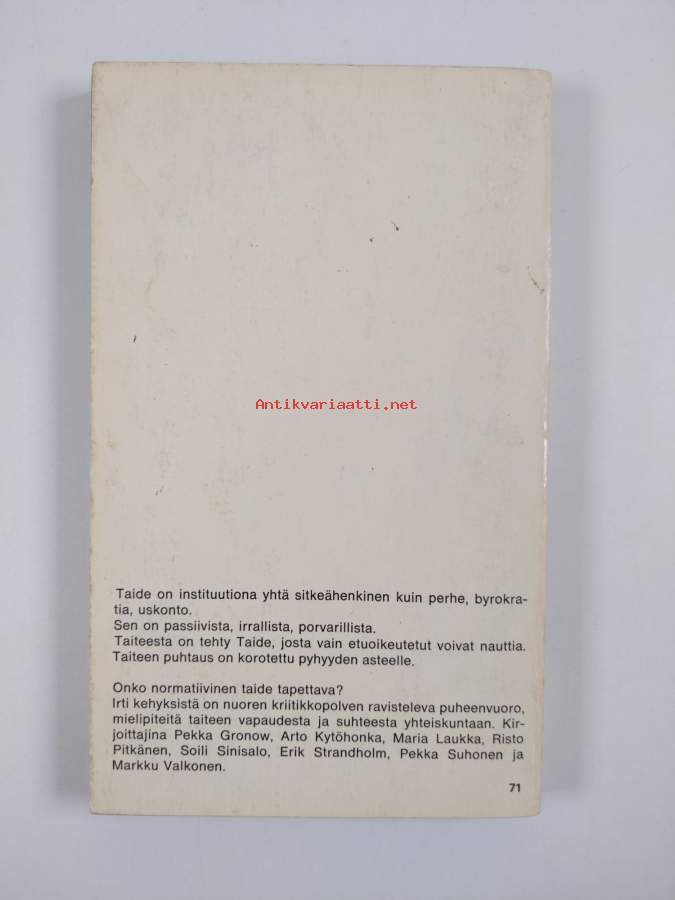 Antikvariaatti.net
Taide on instituutiona yhtä sitkeähenkinen kuin perhe, byrokra-
tia, uskonto.
Sen on passiivista, irrallista, porvarillista.
Taiteesta on tehty Taide, josta vain etuoikeutetut voivat nauttia.
Taiteen puhtaus on korotettu pyhyyden asteelle.
Onko normatiivinen taide tapettava?
Irti kehyksistä on nuoren kriitikkopolven ravisteleva puheenvuoro,
mielipiteitä taiteen vapaudesta ja suhteesta yhteiskuntaan. Kir-
joittajina Pekka Gronow, Arto Kytöhonka, Maria Laukka, Risto
Pitkänen, Soili Sinisalo, Erik Strandholm, Pekka Suhonen ja
Markku Valkonen.
71